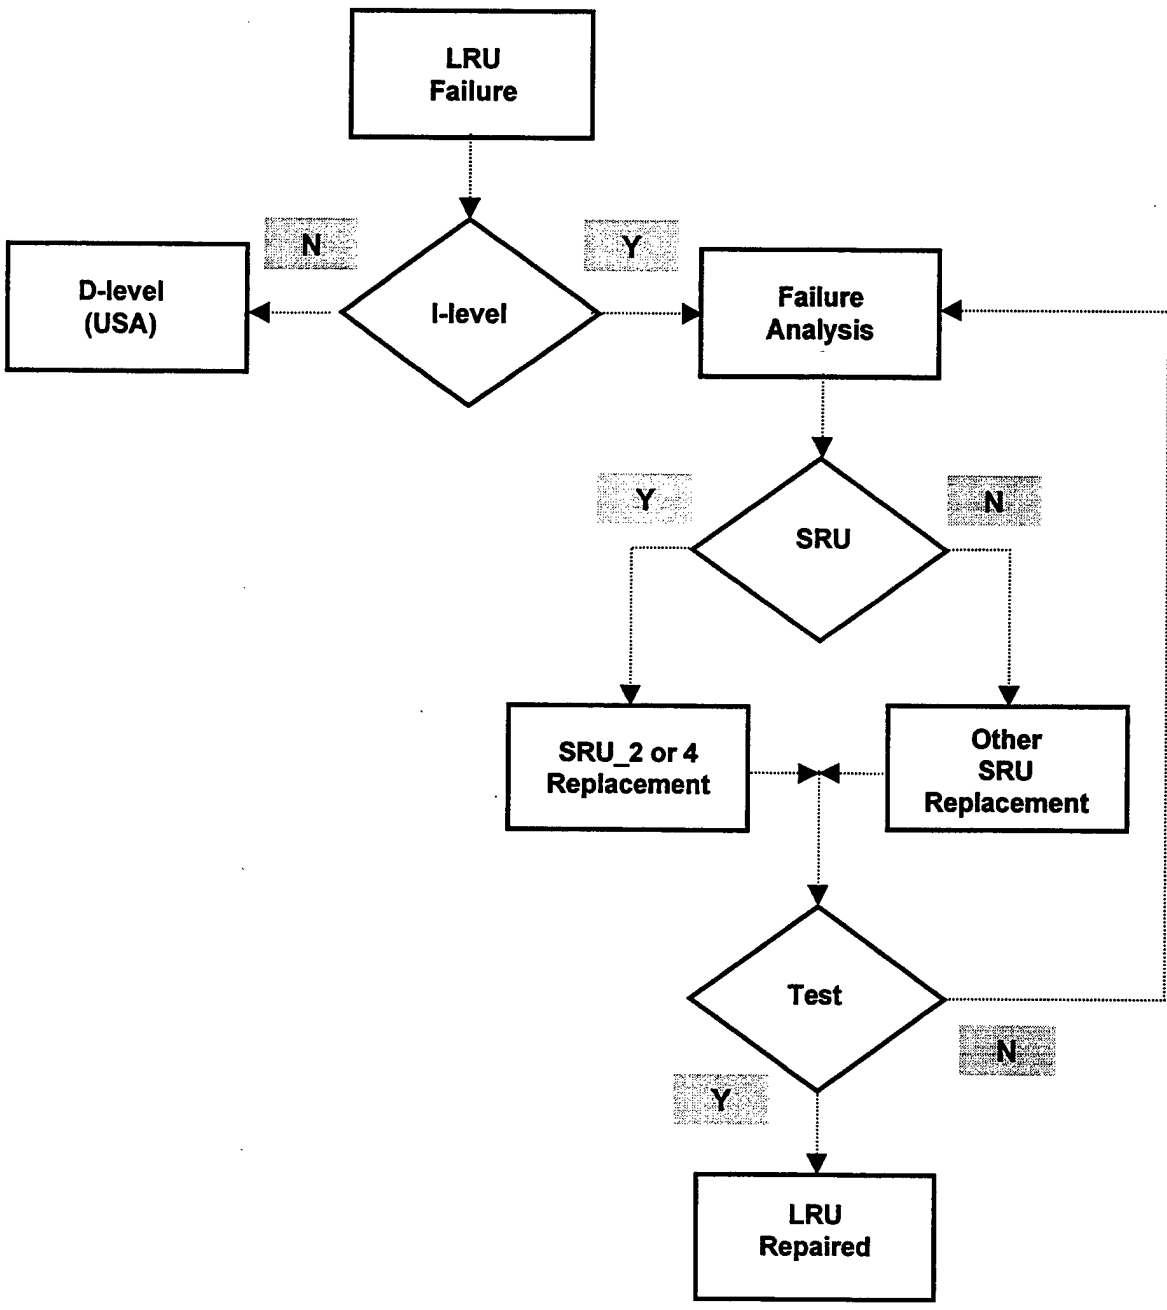 LRU
Failure
N
Y
D-level
(USA)
I-level
Failure
Analysis
Y
N
SRU
SRU_2 or 4
Replacement
Other
SRU
Replacement
Test
N
Y
LRU
Repaired